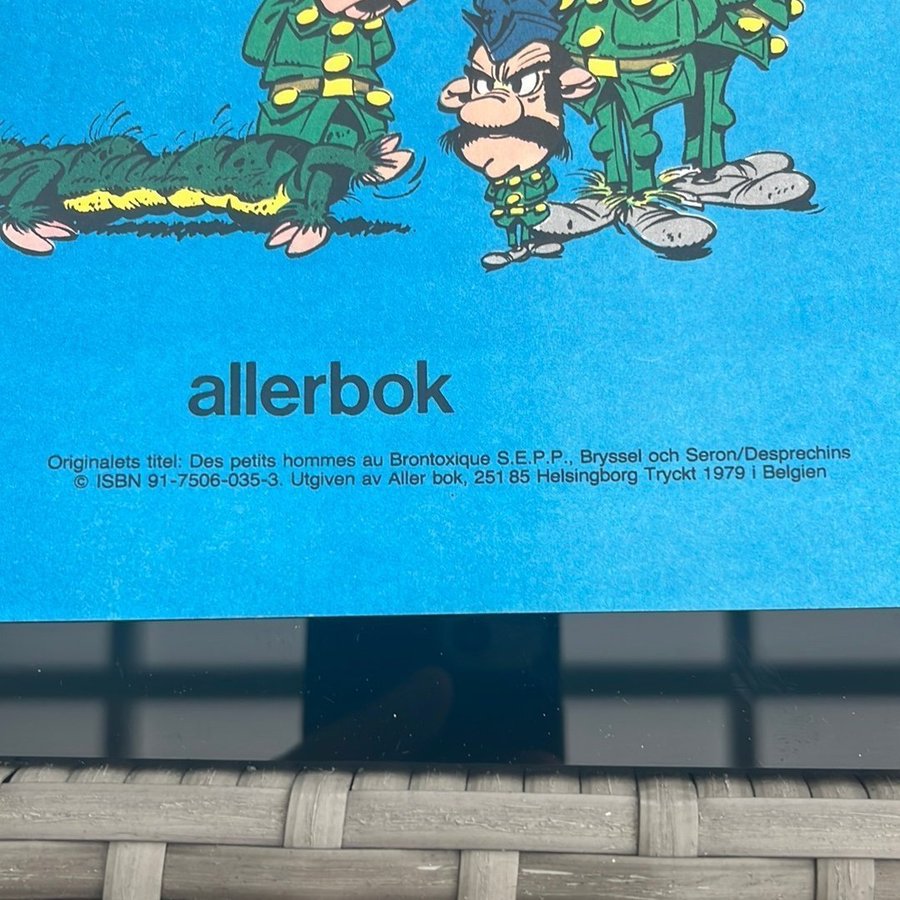 allerbok
Originalets titel: Des petits hommes au Brontoxique S.E.P.P., Bryssel och Seron/Desprechins
© ISBN 91-7506-035-3. Utgiven av Aller bok, 251 85 Helsingborg Tryckt 1979 i Belgien